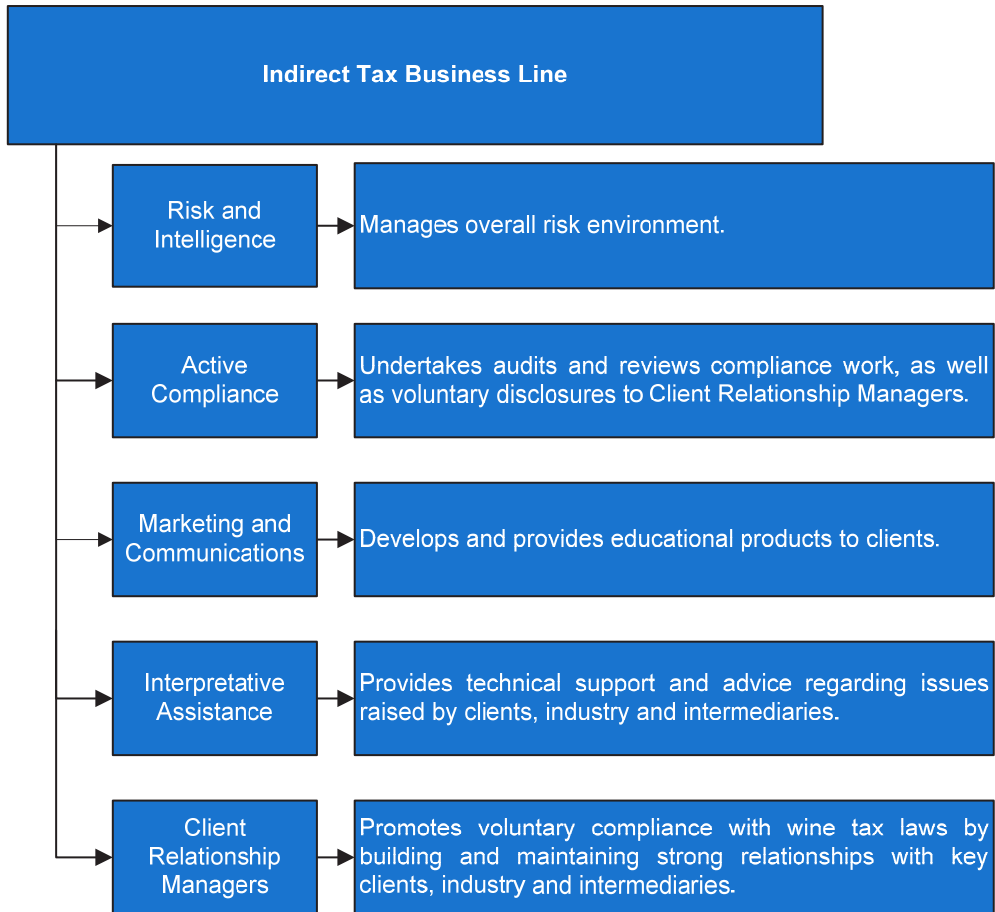 Indirect Tax Business Line
Risk and
Intelligence
Manages overall risk environment.
Active
Compliance
Undertakes audits and reviews compliance work, as well
as voluntary disclosures to Client Relationship Managers.
Marketing and
Communications
Develops and provides educational products to clients.
Interpretative
Assistance
Provides technical support and advice regarding issues
raised by clients, industry and intermediaries.
Client
Relationship
Managers
Promotes voluntary compliance with wine tax laws by
building and maintaining strong relationships with key
clients, industry and intermediaries.